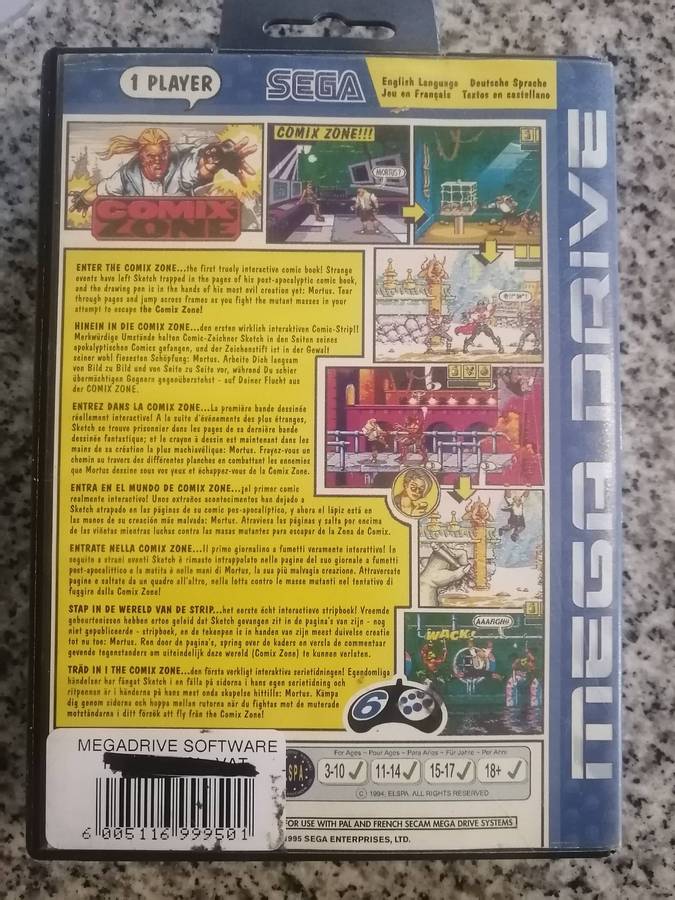 1 PLAYER
SEGA
English Language Deutsche Sprache
Jeu en Français Textos en castellano
COMIX ZONE
COMIX ZONE!!!
MORTUS?
ENTER THE COMIX ZONE...the first truely interactive comic book! Strange
events have left Sketch trapped in the pages of his post-apocalyptic comic book,
and the drawing pen is in the hands of his most evil creation yet: Mortus. Tear
through pages and jump across frames as you fight the mutant masses in your
attempt to escape the Comix Zone!
HINEIN IN DIE COMIX ZONE...den ersten wirklich interaktiven Comic-Strip!!
Merkwürdige Umstände halten Comic-Zeichner Sketch in den Seiten seines
apokalyptischen Comics gefangen, und der Zeichenstift ist in der Gewalt
seiner wohl fiesesten Schöpfung: Mortus. Arbeite Dich langsam
von Bild zu Bild und von Seite zu Seite vor, während Du schier
übermächtigen Gegnern gegenüberstehst - auf Deiner Flucht aus
der COMIX ZONE.
ENTREZ DANS LA COMIX ZONE...La première bande dessinée
réellement interactive! A la suite d'événements des plus étranges,
Sketch se trouve prisonnier dans les pages de sa dernière bande
dessinée fantastique; et le crayon à dessin est maintenant dans les
mains de sa création la plus machiavélique: Mortus. Frayez-vous un
chemin au travers des différentes planches en combattant les ennemies
que Mortus dessine sous vos yeux et échappez-vous de la Comix Zone.
ENTRA EN EL MUNDO DE COMIX ZONE...¡el primer comic
realmente interactivo! Unos extraños acontecimientos han dejado a
Sketch atrapado en las páginas de su comic pos-apocalíptico, y ahora el lápiz está en
las manos de su creación más malvada: Mortus. Atraviesa las páginas y salta por encima
de las viñetas mientras luchas contra las masas mutantes para escapar de la Zona de Comix.
ENTRATE NELLA COMIX ZONE...Il primo giornalino a fumetti veramente interattivo! In
seguito a strani eventi Sketch è rimasto intrappolato nelle pagine del suo giornale a fumetti
post-apocalittico e la matita è nelle mani di Mortus, la sua più malvagia creazione. Attraversate
pagine e saltate da un quadro all'altro, nella lotta contro le masse mutanti nel tentativo di
fuggire dalla Comix Zone!
STAP IN DE WERELD VAN DE STRIP...het eerste écht interactieve stripboek! Vreemde
gebeurtenissen hebben ertoe geleid dat Sketch gevangen zit in de pagina's van zijn - nog
niet gepubliceerde - stripboek, en de tekenpen is in handen van zijn meest duivelse creatie
tot nu toe: Mortus. Ren door de pagina's, spring over de kaders en versla de commentaar
gevende tegenstanders om uiteindelijk deze wereld (Comix Zone) te kunnen verlaten.
TRÄD IN I THE COMIX ZONE...den första verkligt interaktiva serietidningen! Egendomliga
händelser har fångat Sketch i en fälla på sidorna i hans egen serietidning och
ritpennan är i händerna på hans mest onda skapelse hittills: Mortus. Kämpa
dig genom sidorna och hoppa mellan rutorna när du fightas mot de muterade
motståndarna i ditt försök att fly från the Comix Zone!
AAARGH!!
WACK!
6
MEGA DRIVE
MEGADRIVE SOFTWARE
VAT
6 005116 999501
ELSPA:
For Ages ~ Pour Ages ~ Para Años ~ Für Jahre ~ Per Anni
3-10 ✓ 11-14 ✓ 15-17 ✓ 18+ ✓
© 1994, ELSPA. ALL RIGHTS RESERVED
FOR USE WITH PAL AND FRENCH SECAM MEGA DRIVE SYSTEMS
1995 SEGA ENTERPRISES, LTD.